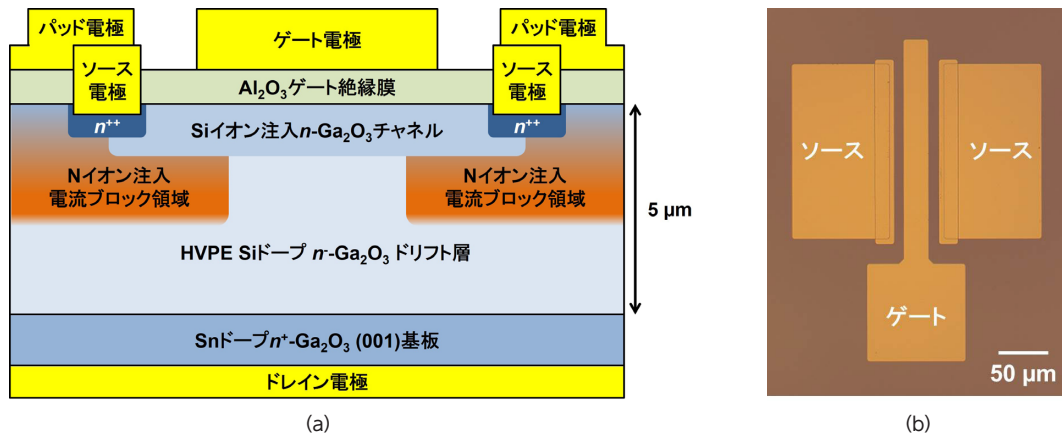 パッド電極
ゲート電極
パッド電極
ソース
電極
ソース
電極
Al₂O₃ゲート絶縁膜
n⁺⁺
Siイオン注入n-Ga₂O₃チャネル
n⁺⁺
Nイオン注入
電流ブロック領域
Nイオン注入
電流ブロック領域
5 µm
HVPE Siドープ n⁻-Ga₂O₃ ドリフト層
Snドープn⁺-Ga₂O₃ (001)基板
ドレイン電極
(a)
ソース
ソース
ゲート
50 µm
(b)